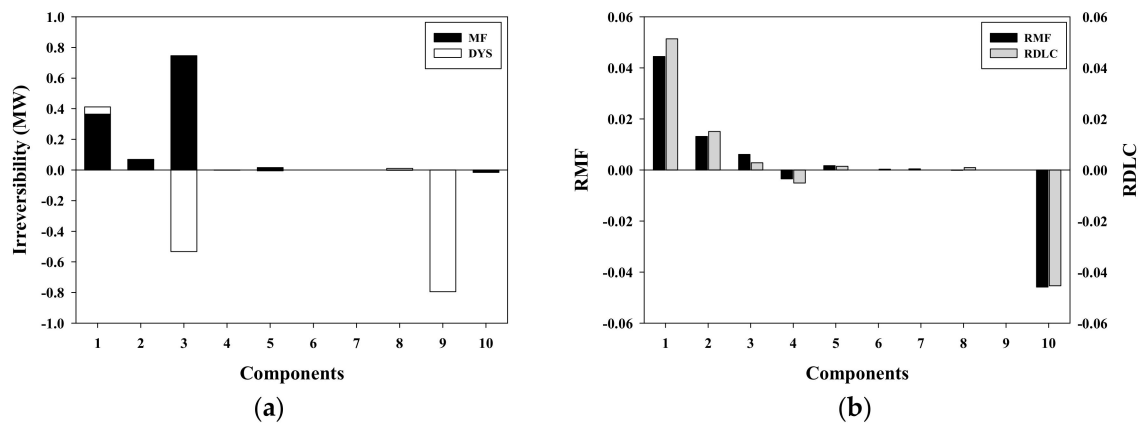 1.0
0.8
0.6
0.4
0.2
0.0
-0.2
-0.4
-0.6
-0.8
-1.0
Irreversibility (MW)
MF
DYS
1 2 3 4 5 6 7 8 9 10
Components
(a)
0.06
0.04
0.02
0.00
-0.02
-0.04
-0.06
RMF
RMF
RDLC
0.06
0.04
0.02
0.00
-0.02
-0.04
-0.06
RDLC
1 2 3 4 5 6 7 8 9 10
Components
(b)